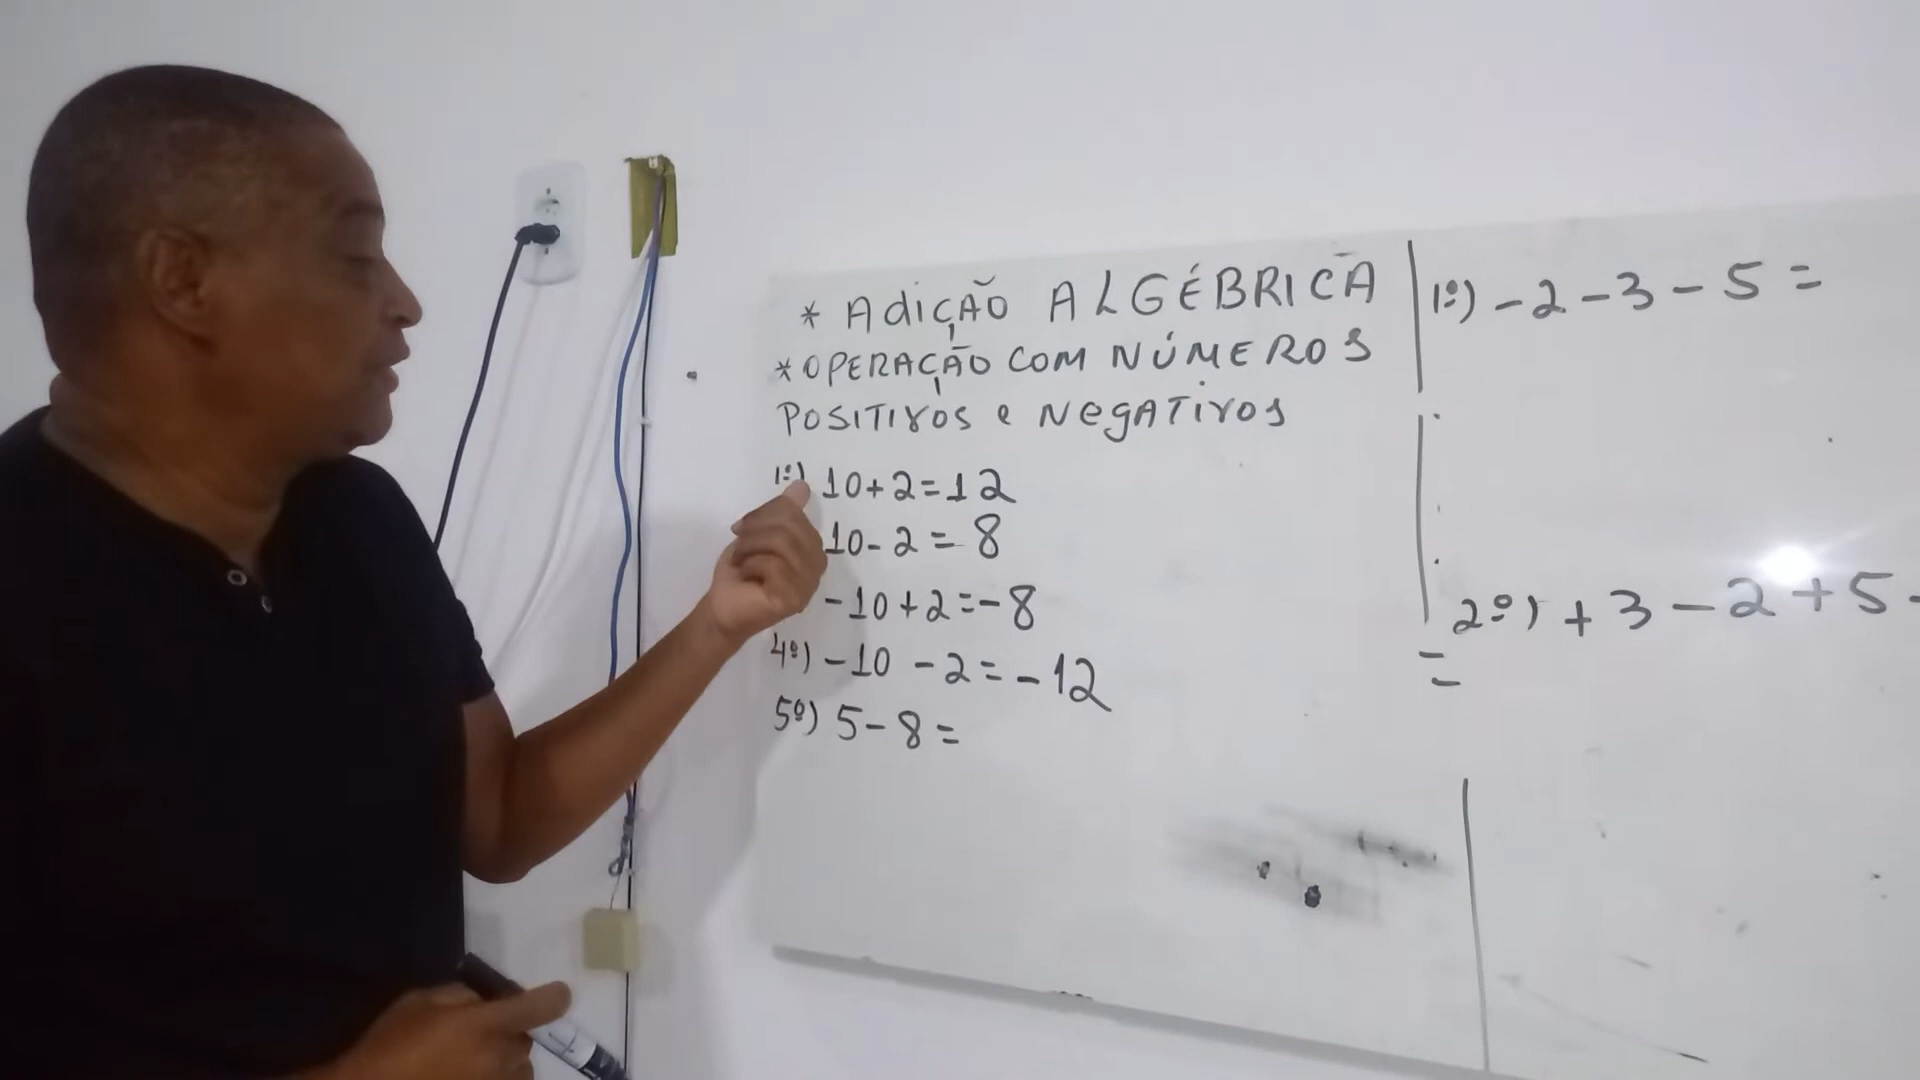 * ADIÇÃO ALGÉBRICA
* OPERAÇÃO COM NÚMEROS
POSITIVOS e NEGATIVOS
1º) 10+2=12
10-2=8
-10+2=-8
4º) -10 -2=-12
5º) 5-8=
1º) -2-3-5=
2º) +3-2+5-
=